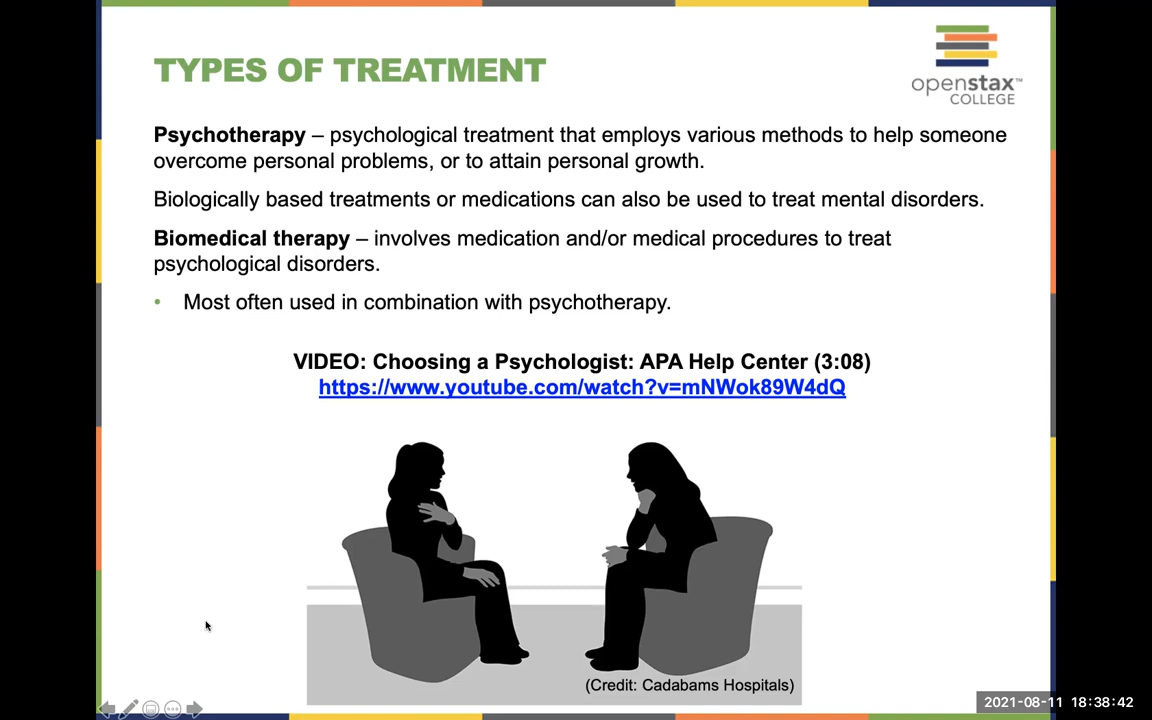 TYPES OF TREATMENT
openstax™
COLLEGE
Psychotherapy – psychological treatment that employs various methods to help someone
overcome personal problems, or to attain personal growth.
Biologically based treatments or medications can also be used to treat mental disorders.
Biomedical therapy – involves medication and/or medical procedures to treat
psychological disorders.
• Most often used in combination with psychotherapy.
VIDEO: Choosing a Psychologist: APA Help Center (3:08)
https://www.youtube.com/watch?v=mNWok89W4dQ
(Credit: Cadabams Hospitals)
2021-08-11 18:38:42